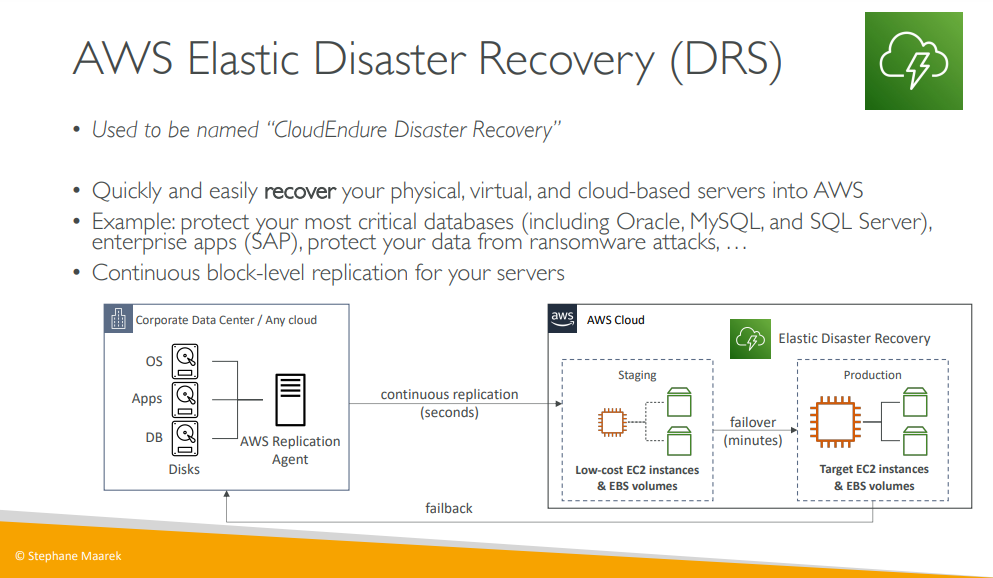 AWS Elastic Disaster Recovery (DRS)
• Used to be named “CloudEndure Disaster Recovery”
• Quickly and easily recover your physical, virtual, and cloud-based servers into AWS
• Example: protect your most critical databases (including Oracle, MySQL, and SQL Server),
enterprise apps (SAP), protect your data from ransomware attacks, …
• Continuous block-level replication for your servers
Corporate Data Center / Any cloud
OS
Apps
DB
Disks
AWS Replication
Agent
continuous replication
(seconds)
aws
AWS Cloud
Elastic Disaster Recovery
Staging
Low-cost EC2 instances
& EBS volumes
failover
(minutes)
Production
Target EC2 instances
& EBS volumes
failback
© Stephane Maarek